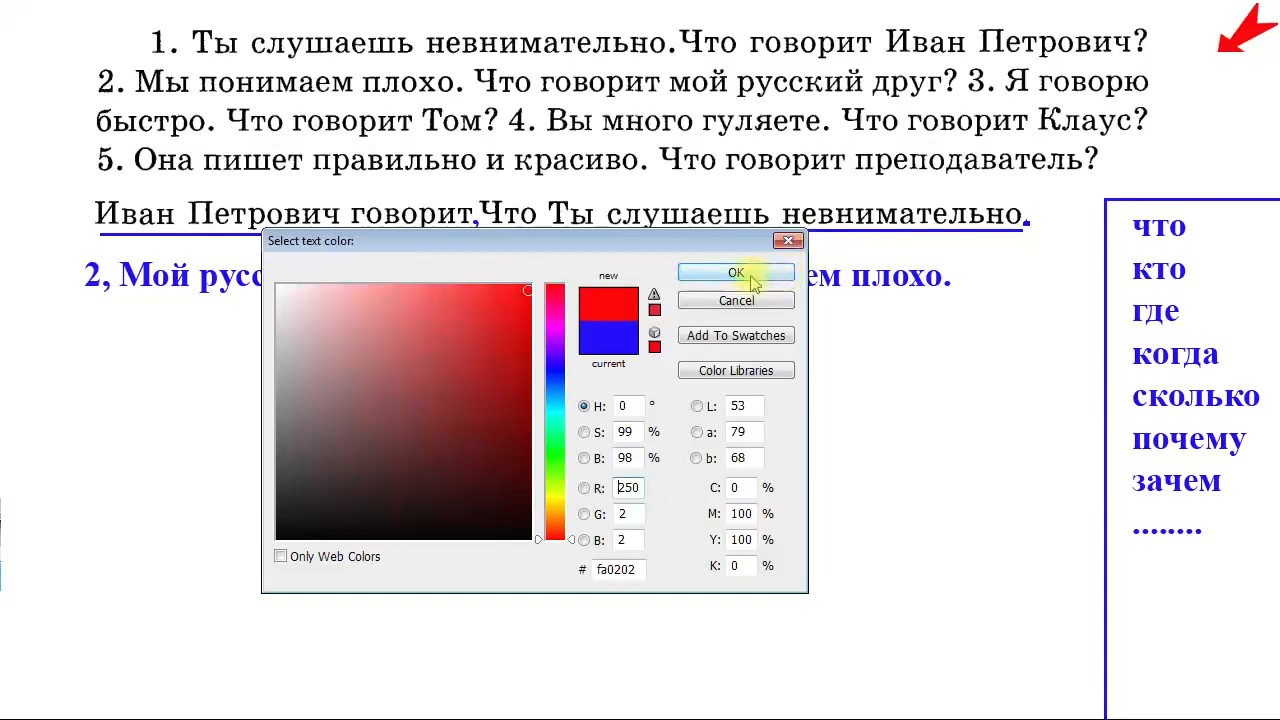 1. Ты слушаешь невнимательно.Что говорит Иван Петрович?
2. Мы понимаем плохо. Что говорит мой русский друг? 3. Я говорю
быстро. Что говорит Том? 4. Вы много гуляете. Что говорит Клаус?
5. Она пишет правильно и красиво. Что говорит преподаватель?
Иван Петрович говорит,Что Ты слушаешь невнимательно.
2, Мой русс
ем плохо.
Select text color:
new
current
OK
Cancel
Add To Swatches
Color Libraries
H: 0 °
S: 99 %
B: 98 %
R: 250
G: 2
B: 2
# fa0202
L: 53
a: 79
b: 68
C: 0 %
M: 100 %
Y: 100 %
K: 0 %
Only Web Colors
что
кто
где
когда
сколько
почему
зачем
........